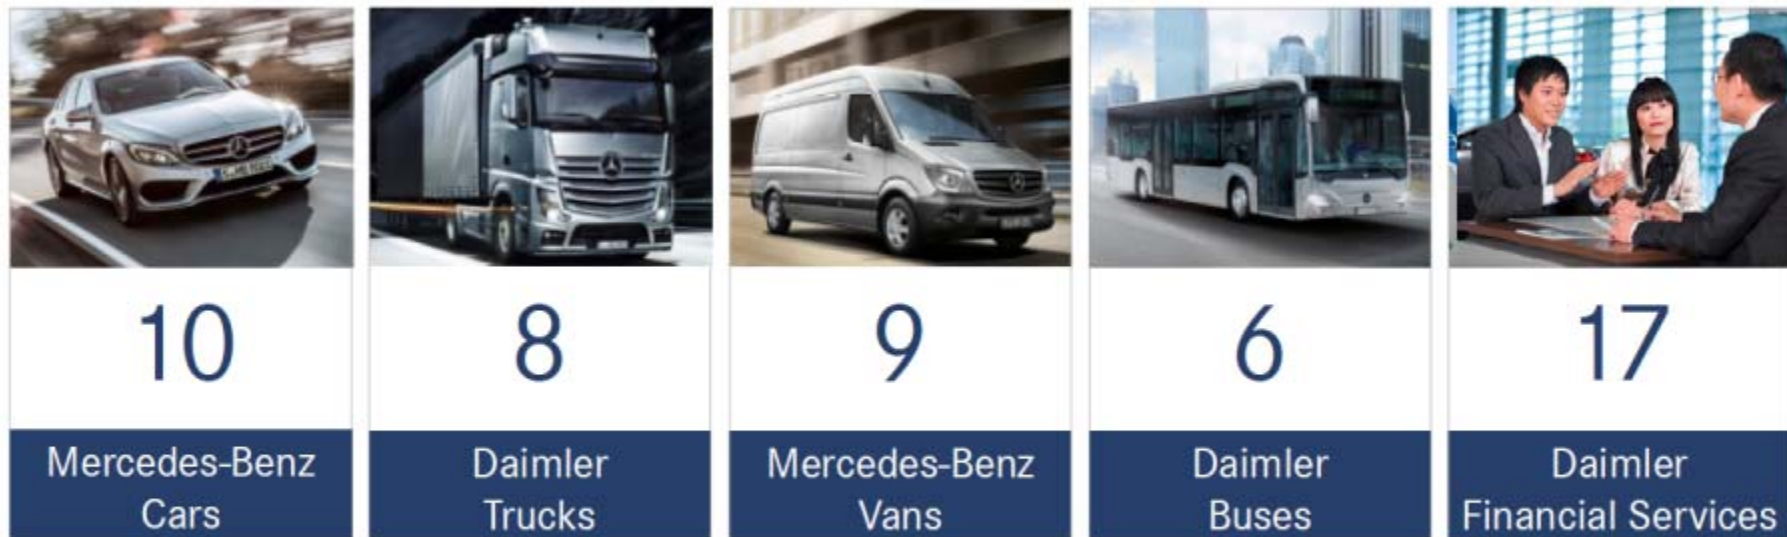 10
8
9
6
17
Mercedes-Benz
Cars
Daimler
Trucks
Mercedes-Benz
Vans
Daimler
Buses
Daimler
Financial Services